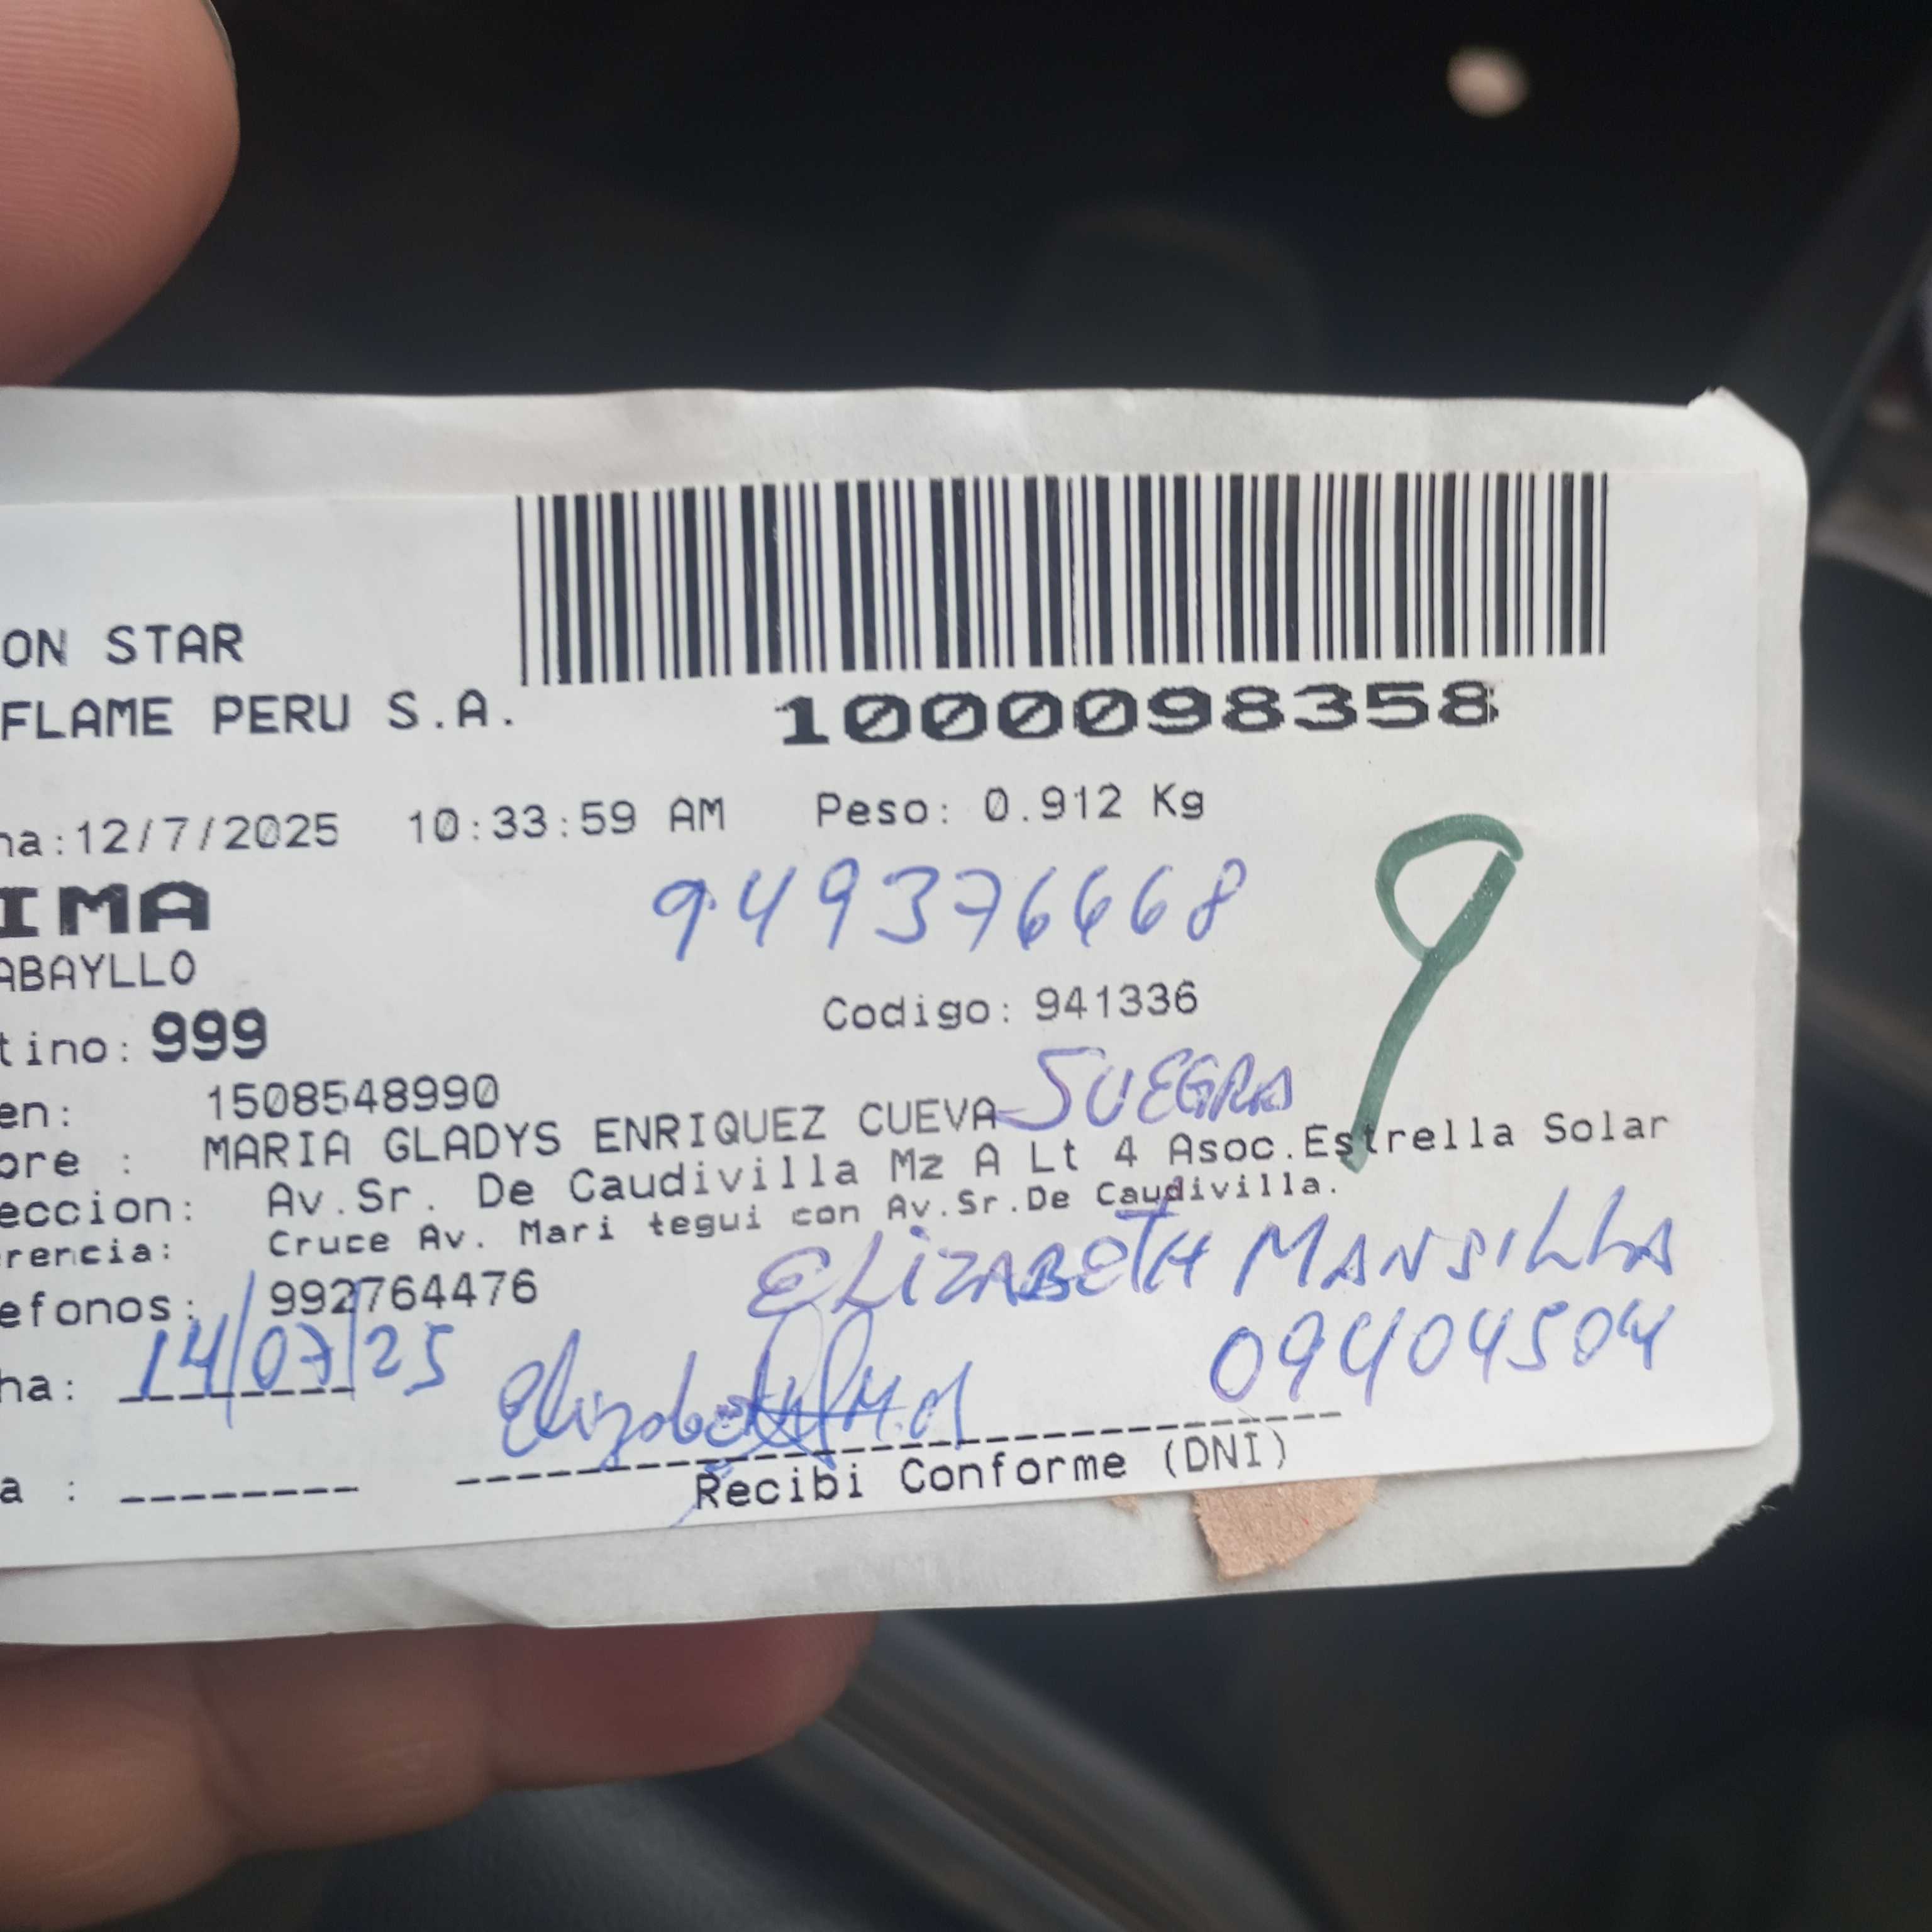 ON STAR
FLAME PERU S.A.
1000098358
ha:12/7/2025 10:33:59 AM Peso: 0.912 Kg
IMA
949376668
ABAYLLO
Codigo: 941336
tino: 999
9
en: 1508548990
SUEGRA
bre : MARIA GLADYS ENRIQUEZ CUEVA
eccion: Av.Sr. De Caudivilla Mz A Lt 4 Asoc.Estrella Solar
erencia: Cruce Av. Mari tegui con Av.Sr.De Caudivilla.
ELIZABETH MANSILLA
efonos: 992764476
09404504
ha: 14/07/25
Elizabeth M.d
a :
Recibi Conforme (DNI)